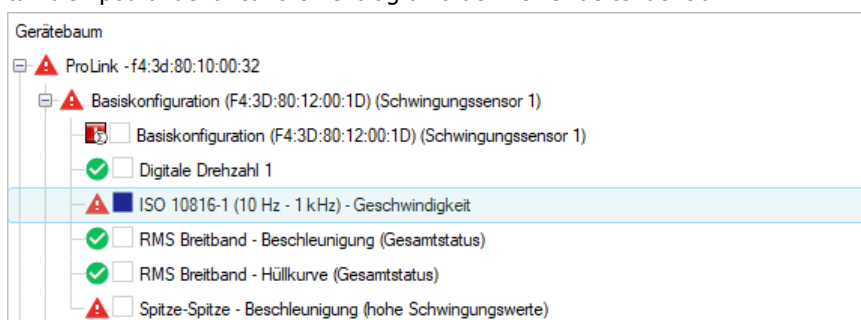 Gerätebaum
ProLink - f4:3d:80:10:00:32
Basiskonfiguration (F4:3D:80:12:00:1D) (Schwingungssensor 1)
Basiskonfiguration (F4:3D:80:12:00:1D) (Schwingungssensor 1)
Digitale Drehzahl 1
ISO 10816-1 (10 Hz - 1 kHz) - Geschwindigkeit
RMS Breitband - Beschleunigung (Gesamtstatus)
RMS Breitband - Hüllkurve (Gesamtstatus)
Spitze-Spitze - Beschleunigung (hohe Schwingungswerte)